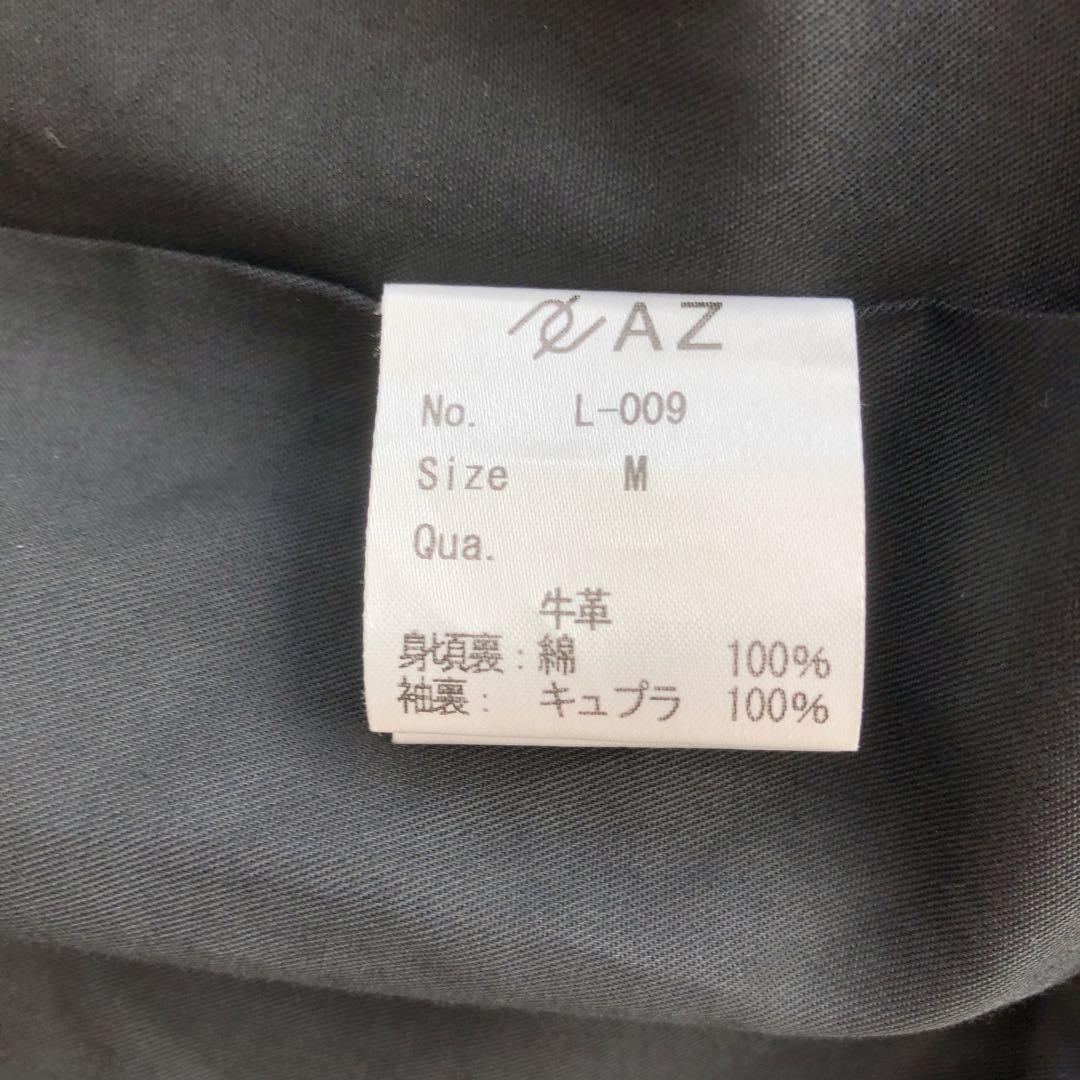 AZ
No. L-009
Size M
Qua.
牛革
身頃裏：綿 100%
袖裏： キュプラ 100%